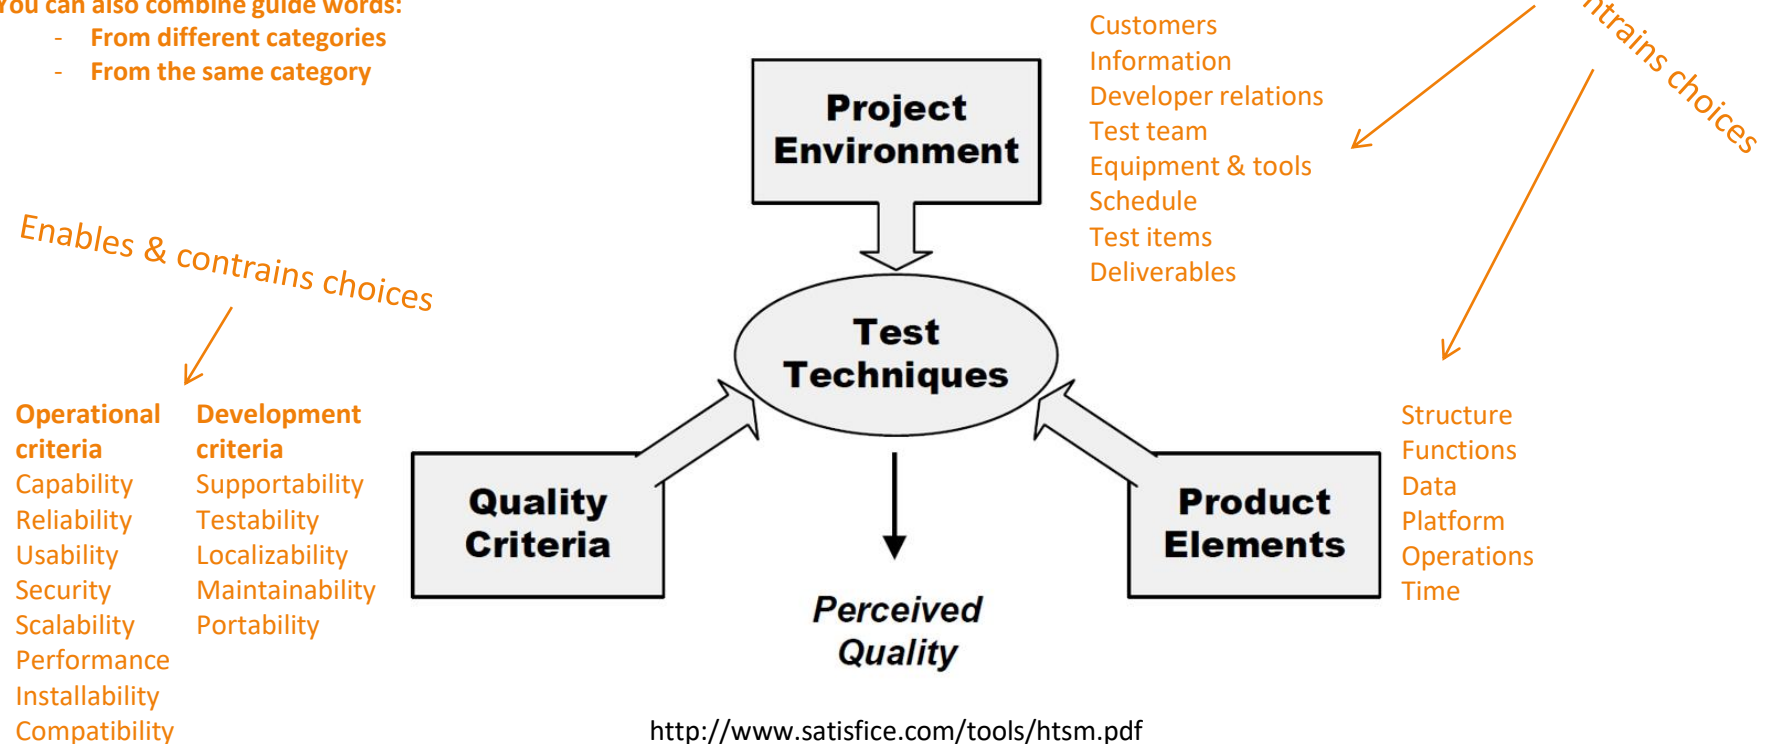 You can also combine guide words:
- From different categories
- From the same category
Customers
Information
Developer relations
Test team
Equipment & tools
Schedule
Test items
Deliverables
contrains choices
Project
Environment
Enables & contrains choices
Test
Techniques
Operational
criteria
Capability
Reliability
Usability
Security
Scalability
Performance
Installability
Compatibility
Development
criteria
Supportability
Testability
Localizability
Maintainability
Portability
Quality
Criteria
Product
Elements
Structure
Functions
Data
Platform
Operations
Time
Perceived
Quality
http://www.satisfice.com/tools/htsm.pdf